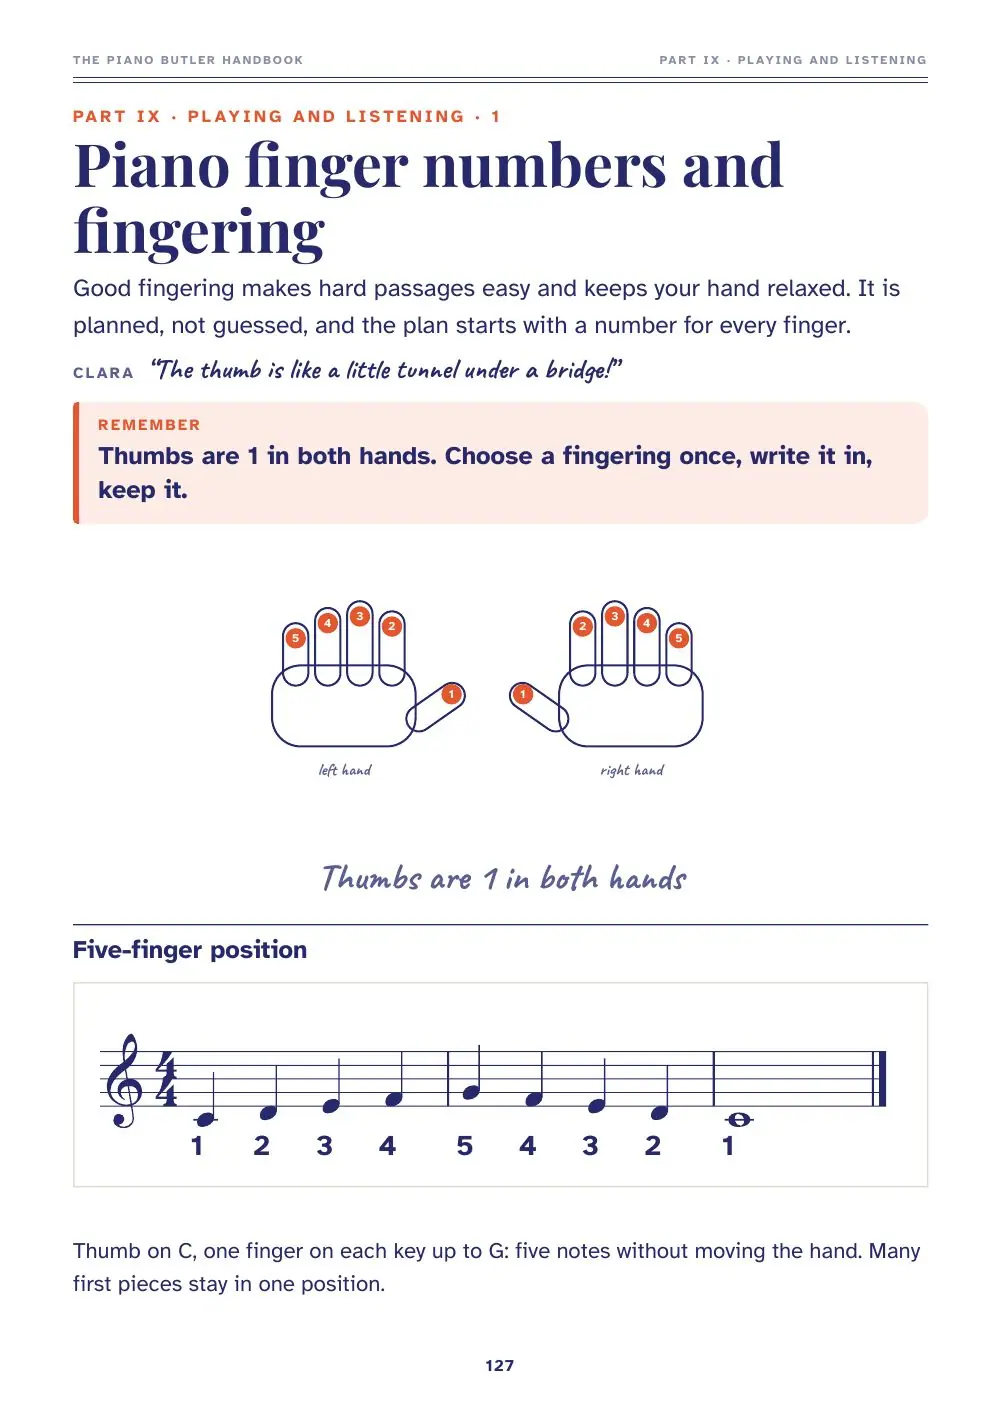 THE PIANO BUTLER HANDBOOK
PART IX · PLAYING AND LISTENING
PART IX · PLAYING AND LISTENING · 1
Piano finger numbers and
fingering
Good fingering makes hard passages easy and keeps your hand relaxed. It is
planned, not guessed, and the plan starts with a number for every finger.
CLARA “The thumb is like a little tunnel under a bridge!”
REMEMBER
Thumbs are 1 in both hands. Choose a fingering once, write it in,
keep it.
5 4 3 2 1
1 2 3 4 5
left hand
right hand
Thumbs are 1 in both hands
Five-finger position
4
4
1 2 3 4 5 4 3 2 1
Thumb on C, one finger on each key up to G: five notes without moving the hand. Many
first pieces stay in one position.
127